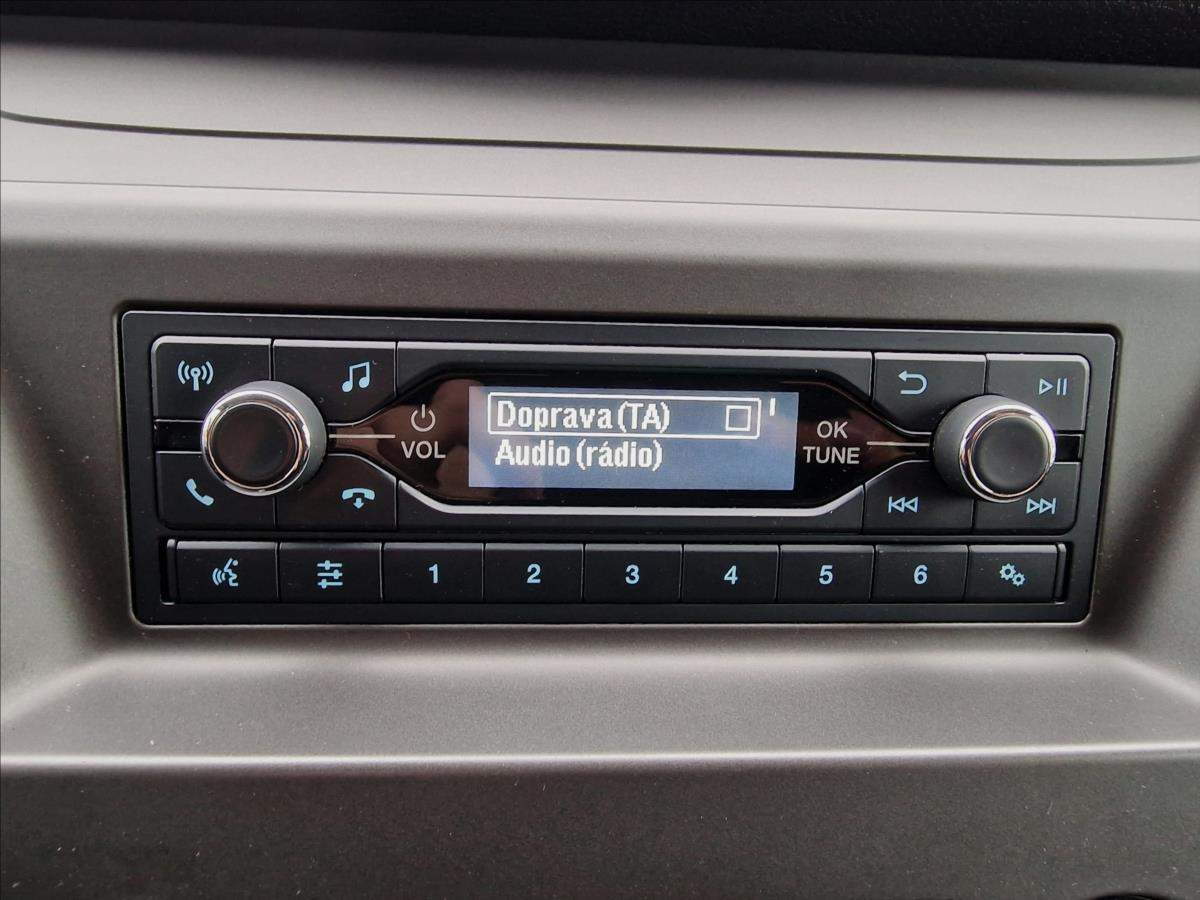 VOL
Doprava (TA)
Audio (rádio)
OK
TUNE
1 2 3 4 5 6